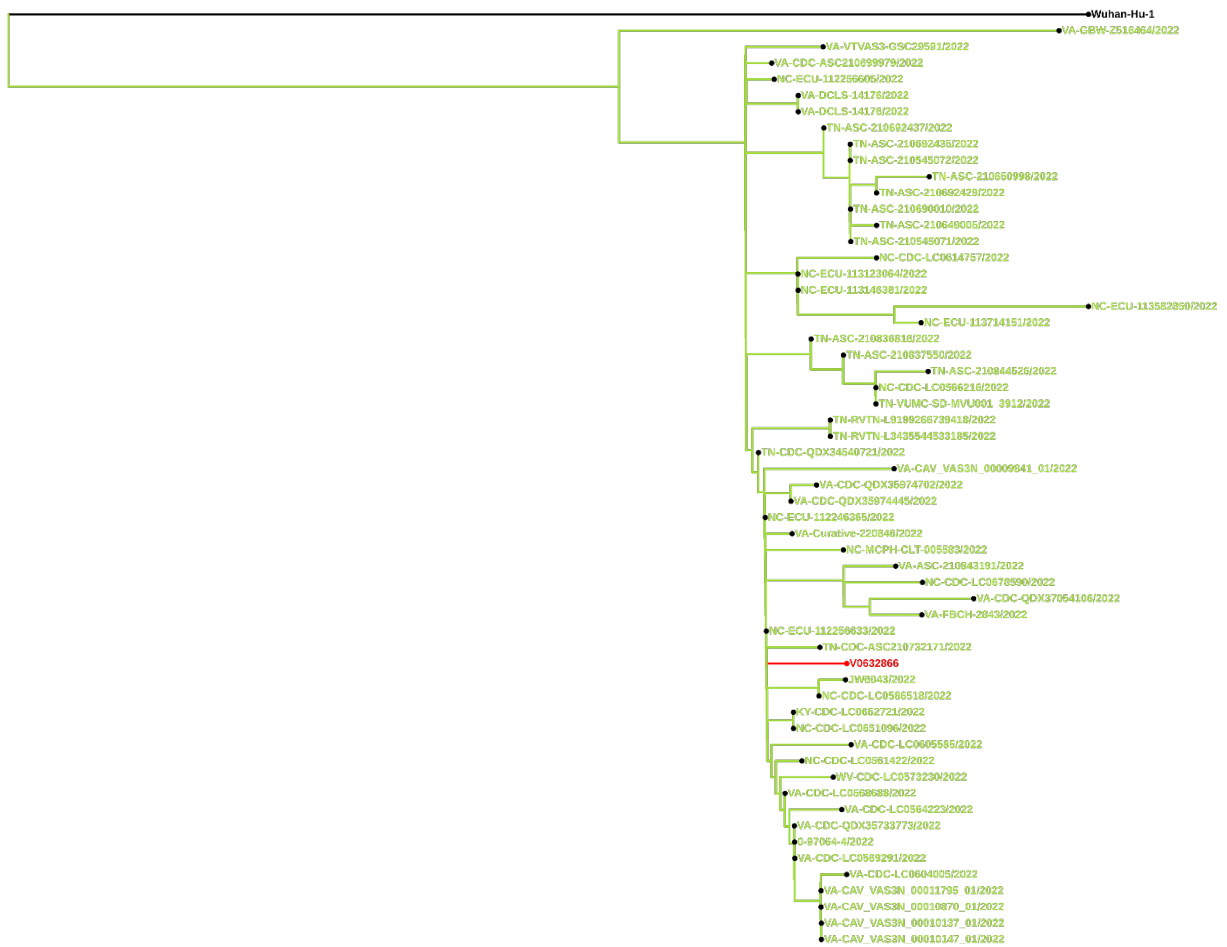 Wuhan-Hu-1
VA-GBW-Z516464/2022
VA-VTVAS3-GSC29591/2022
VA-CDC-ASC210699979/2022
NC-ECU-112256605/2022
VA-DCLS-14176/2022
VA-DCLS-14176/2022
TN-ASC-210692437/2022
TN-ASC-210692435/2022
TN-ASC-210545072/2022
TN-ASC-210650998/2022
TN-ASC-210692429/2022
TN-ASC-210690010/2022
TN-ASC-210649005/2022
TN-ASC-210545071/2022
NC-CDC-LC0614757/2022
NC-ECU-113123064/2022
NC-ECU-113146381/2022
NC-ECU-113582850/2022
NC-ECU-113714151/2022
TN-ASC-210836816/2022
TN-ASC-210837550/2022
TN-ASC-210844526/2022
NC-CDC-LC0566216/2022
TN-VUMC-SD-MVU001_3912/2022
TN-RVTN-L9199266739418/2022
TN-RVTN-L3435544533185/2022
TN-CDC-QDX34540721/2022
VA-CAV_VAS3N_00009841_01/2022
VA-CDC-QDX35974702/2022
VA-CDC-QDX35974445/2022
NC-ECU-112246365/2022
VA-Curative-220846/2022
NC-MCPH-CLT-005583/2022
VA-ASC-210843191/2022
NC-CDC-LC0678590/2022
VA-CDC-QDX37054106/2022
VA-FBCH-2843/2022
NC-ECU-112256633/2022
TN-CDC-ASC210732171/2022
V0632866
JW6043/2022
NC-CDC-LC0586518/2022
KY-CDC-LC0652721/2022
NC-CDC-LC0651096/2022
VA-CDC-LC0605585/2022
NC-CDC-LC0561422/2022
WV-CDC-LC0573230/2022
VA-CDC-LC0568688/2022
VA-CDC-LC0564223/2022
VA-CDC-QDX35733773/2022
0-97064-4/2022
VA-CDC-LC0569291/2022
VA-CDC-LC0604005/2022
VA-CAV_VAS3N_00011795_01/2022
VA-CAV_VAS3N_00010870_01/2022
VA-CAV_VAS3N_00010137_01/2022
VA-CAV_VAS3N_00010147_01/2022